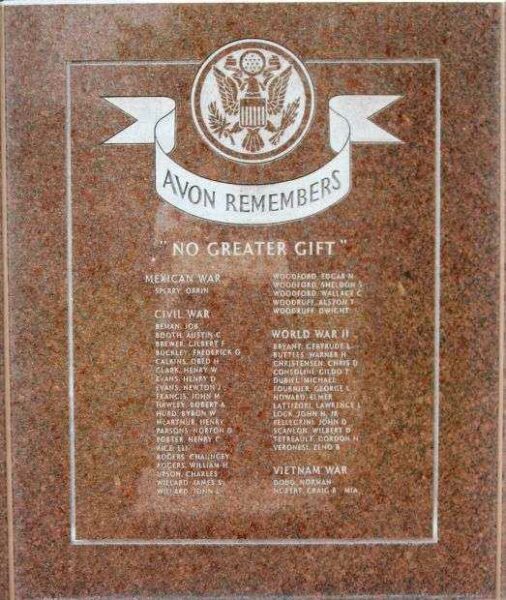 AVON REMEMBERS
"NO GREATER GIFT"
MEXICAN WAR
SPERRY, ORRIN
CIVIL WAR
BEMAN, JOB
BOOTH, AUSTIN C
BREWER, GILBERT F
BUCKLEY, FREDERICK O
CALKINS, OBED H
CLARK, HENRY W
EVANS, HENRY D
EVANS, NEWTON J
FRANCIS, JOHN M
HAWLEY, ROBERT A
HURD, BYRON W
McARTHUR, HENRY
PARSONS, NORTON D
PORTER, HENRY C
RICE, ELI
ROGERS, CHAUNCEY
ROGERS, WILLIAM H
UPSON, CHARLES
WILLARD, JAMES S
WILLARD, JOHN L
WOODFORD, EDGAR M
WOODFORD, SHELDON S
WOODFORD, WALLACE C
WOODRUFF, ALSTON T
WOODRUFF, DWIGHT
WORLD WAR II
BRYANT, GERTRUDE L
BUTTLES, WARNER H
CHRISTENSEN, CHRIS D
CONSOLINI, GILDO T
DUBIEL, MICHAEL
FOURNIER, GEORGE L
HOWARD, ELMER
LATTIZORI, LAWRENCE L
LOCK, JOHN H, JR
PELLEGRINI, JOHN O
SCANLON, WILBERT D
TETREAULT, GORDON N
VERONESI, ZENO B
VIETNAM WAR
DODD, NORMAN
NOBERT, CRAIG R MIA